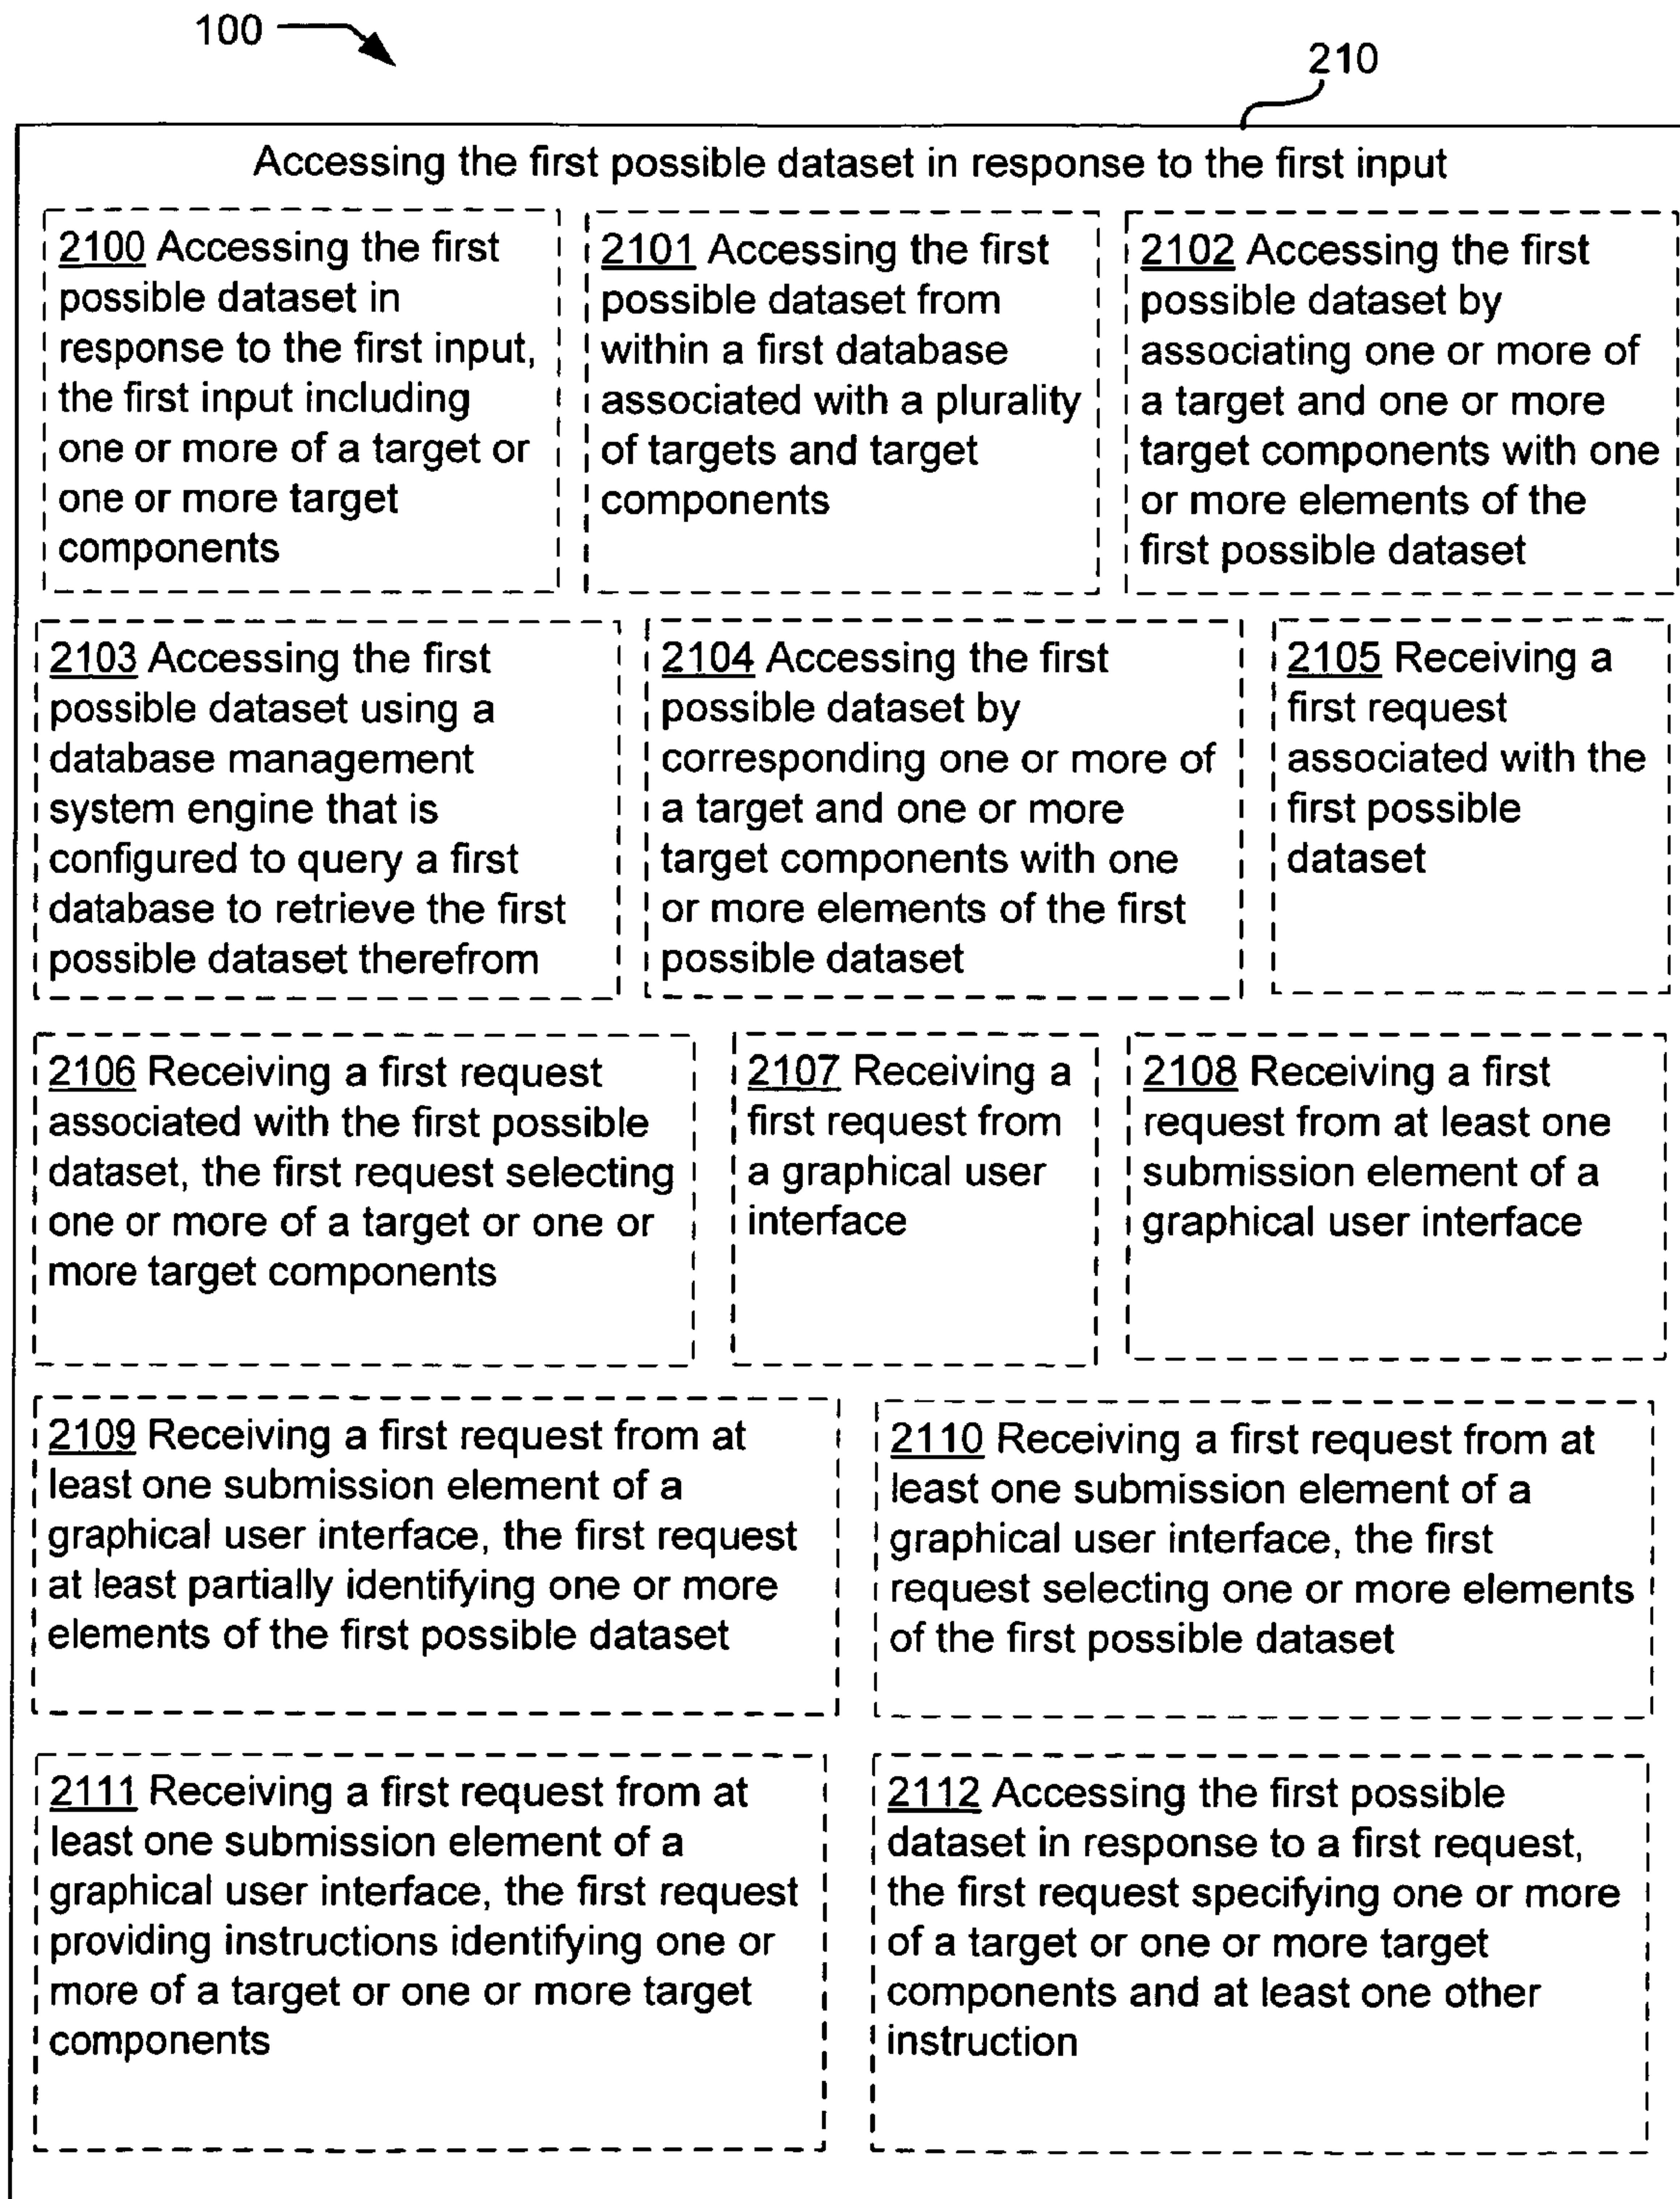 100
210
Accessing the first possible dataset in response to the first input
2100 Accessing the first
possible dataset in
response to the first input,
the first input including
one or more of a target or
one or more target
components
2101 Accessing the first
possible dataset from
within a first database
associated with a plurality
of targets and target
components
2102 Accessing the first
possible dataset by
associating one or more of
a target and one or more
target components with one
or more elements of the
first possible dataset
2103 Accessing the first
possible dataset using a
database management
system engine that is
configured to query a first
database to retrieve the first
possible dataset therefrom
2104 Accessing the first
possible dataset by
corresponding one or more of
a target and one or more
target components with one
or more elements of the first
possible dataset
2105 Receiving a
first request
associated with the
first possible
dataset
2106 Receiving a first request
associated with the first possible
dataset, the first request selecting
one or more of a target or one or
more target components
2107 Receiving a
first request from
a graphical user
interface
2108 Receiving a first
request from at least one
submission element of a
graphical user interface
2109 Receiving a first request from at
least one submission element of a
graphical user interface, the first request
at least partially identifying one or more
elements of the first possible dataset
2110 Receiving a first request from at
least one submission element of a
graphical user interface, the first
request selecting one or more elements
of the first possible dataset
2111 Receiving a first request from at
least one submission element of a
graphical user interface, the first request
providing instructions identifying one or
more of a target or one or more target
components
2112 Accessing the first possible
dataset in response to a first request,
the first request specifying one or more
of a target or one or more target
components and at least one other
instruction